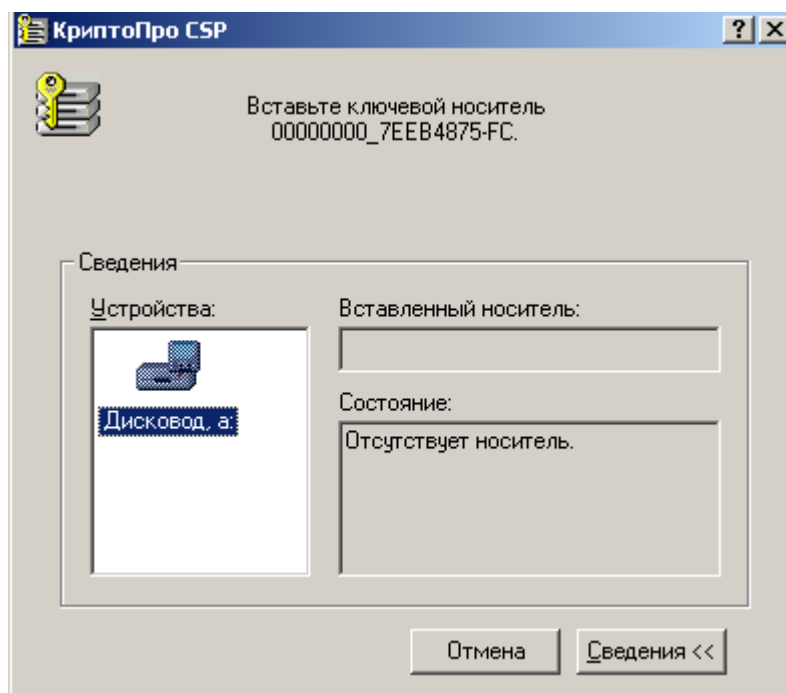 КриптоПро CSP
Вставьте ключевой носитель
00000000_7EEB4875-FC.
Сведения
Устройства:
Дисковод, а:
Вставленный носитель:
Состояние:
Отсутствует носитель.
Отмена
Сведения <<